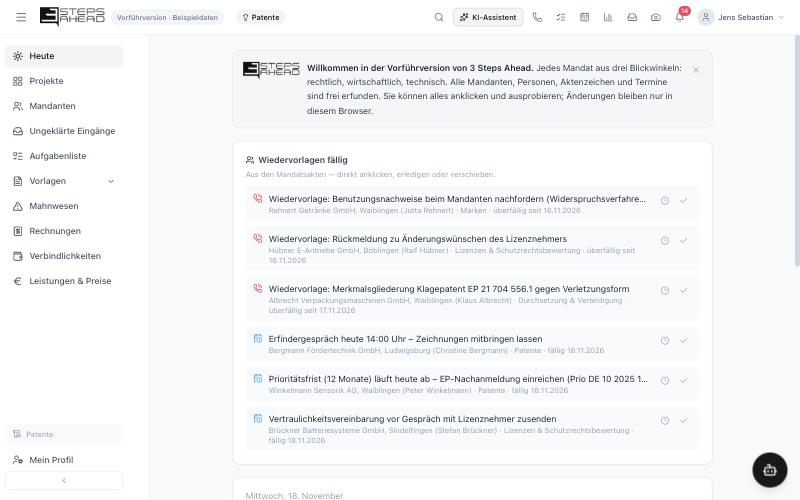 3 STEPS AHEAD
Vorführversion · Beispieldaten
Patente
KI-Assistent
14
Jens Sebastian
Heute
Projekte
Mandanten
Ungeklärte Eingänge
Aufgabenliste
Vorlagen
Mahnwesen
Rechnungen
Verbindlichkeiten
Leistungen & Preise
Patente
Mein Profil
3 STEPS AHEAD
Willkommen in der Vorführversion von 3 Steps Ahead. Jedes Mandat aus drei Blickwinkeln:
rechtlich, wirtschaftlich, technisch. Alle Mandanten, Personen, Aktenzeichen und Termine
sind frei erfunden. Sie können alles anklicken und ausprobieren; Änderungen bleiben nur in
diesem Browser.
Wiedervorlagen fällig
Aus den Mandatsakten — direkt anklicken, erledigen oder verschieben.
Wiedervorlage: Benutzungsnachweise beim Mandanten nachfordern (Widerspruchsverfahre...
Rehnert Getränke GmbH, Waiblingen (Jutta Rehnert) · Marken · überfällig seit 16.11.2026
Wiedervorlage: Rückmeldung zu Änderungswünschen des Lizenznehmers
Hübner E-Antriebe GmbH, Böblingen (Ralf Hübner) · Lizenzen & Schutzrechtsbewertung · überfällig seit
16.11.2026
Wiedervorlage: Merkmalsgliederung Klagepatent EP 21 704 556.1 gegen Verletzungsform
Albrecht Verpackungsmaschinen GmbH, Waiblingen (Klaus Albrecht) · Durchsetzung & Verteidigung ·
überfällig seit 17.11.2026
Erfindergespräch heute 14:00 Uhr – Zeichnungen mitbringen lassen
Bergmann Fördertechnik GmbH, Ludwigsburg (Christine Bergmann) · Patente · fällig 18.11.2026
Prioritätsfrist (12 Monate) läuft heute ab – EP-Nachanmeldung einreichen (Prio DE 10 2025 1...
Winkelmann Sensorik AG, Waiblingen (Peter Winkelmann) · Patente · fällig 18.11.2026
Vertraulichkeitsvereinbarung vor Gespräch mit Lizenznehmer zusenden
Brückner Batteriesysteme GmbH, Sindelfingen (Stefan Brückner) · Lizenzen & Schutzrechtsbewertung ·
fällig 18.11.2026
Mittwoch, 18. November